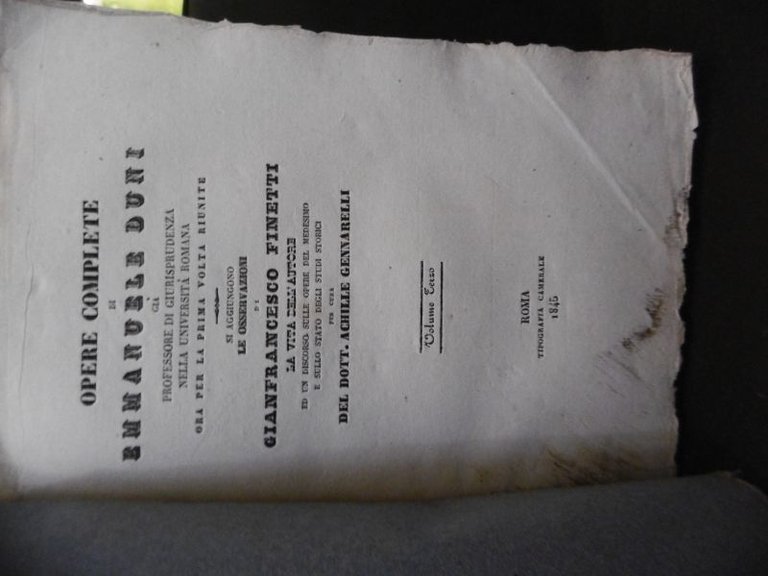 OPERE COMPLETE
DI
EMMANUELE DUNI
GIÀ
PROFESSORE DI GIURISPRUDENZA
NELLA UNIVERSITÀ ROMANA
ORA PER LA PRIMA VOLTA RIUNITE
SI AGGIUNGONO
LE OSSERVAZIONI
DI
GIANFRANCESCO FINETTI
LA VITA DELL'AUTORE
ED UN DISCORSO SULLE OPERE DEL MEDESIMO
E SULLO STATO DEGLI STUDI STORICI
PER CURA
DEL DOTT. ACHILLE GENNARELLI
Volume Terzo
ROMA
TIPOGRAFIA CAMERALE
1845